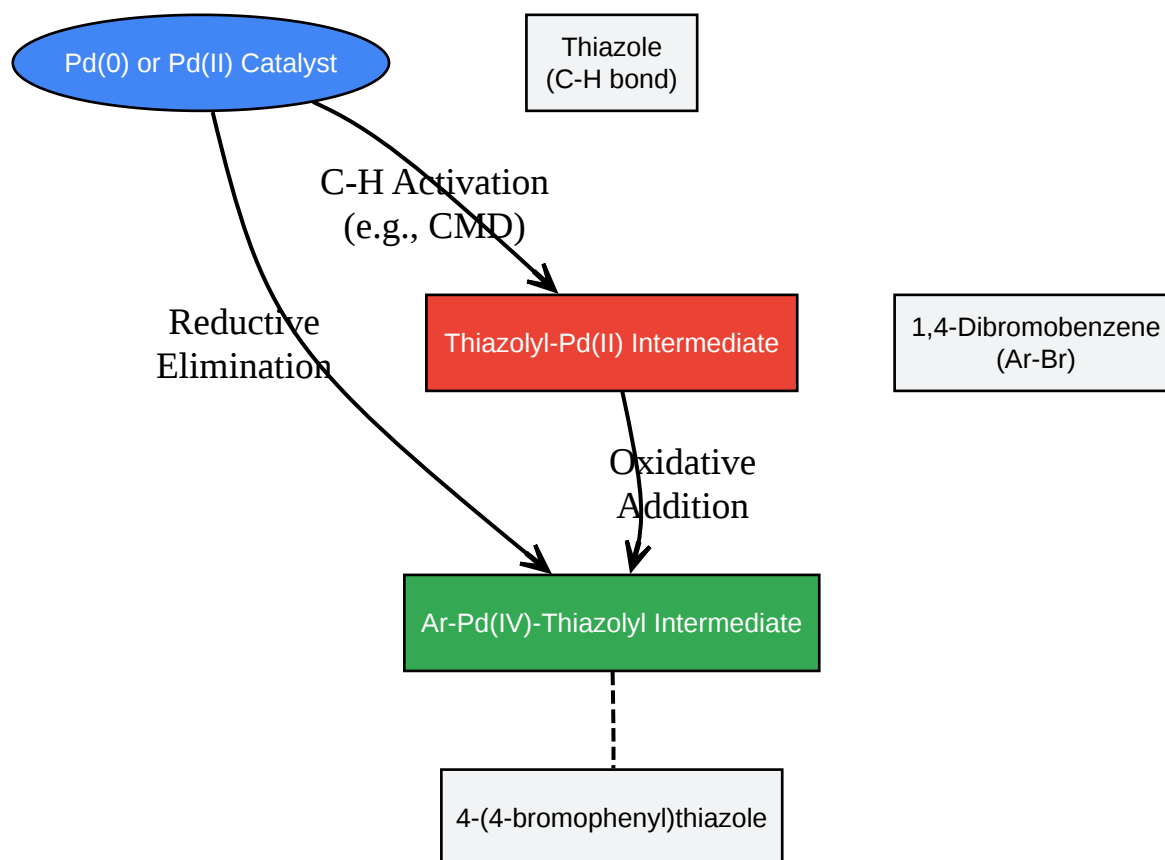 Pd(0) or Pd(II) Catalyst
Thiazole
(C-H bond)
C-H Activation
(e.g., CMD)
Reductive
Elimination
Thiazolyl-Pd(II) Intermediate
1,4-Dibromobenzene
(Ar-Br)
Oxidative
Addition
Ar-Pd(IV)-Thiazolyl Intermediate
4-(4-bromophenyl)thiazole